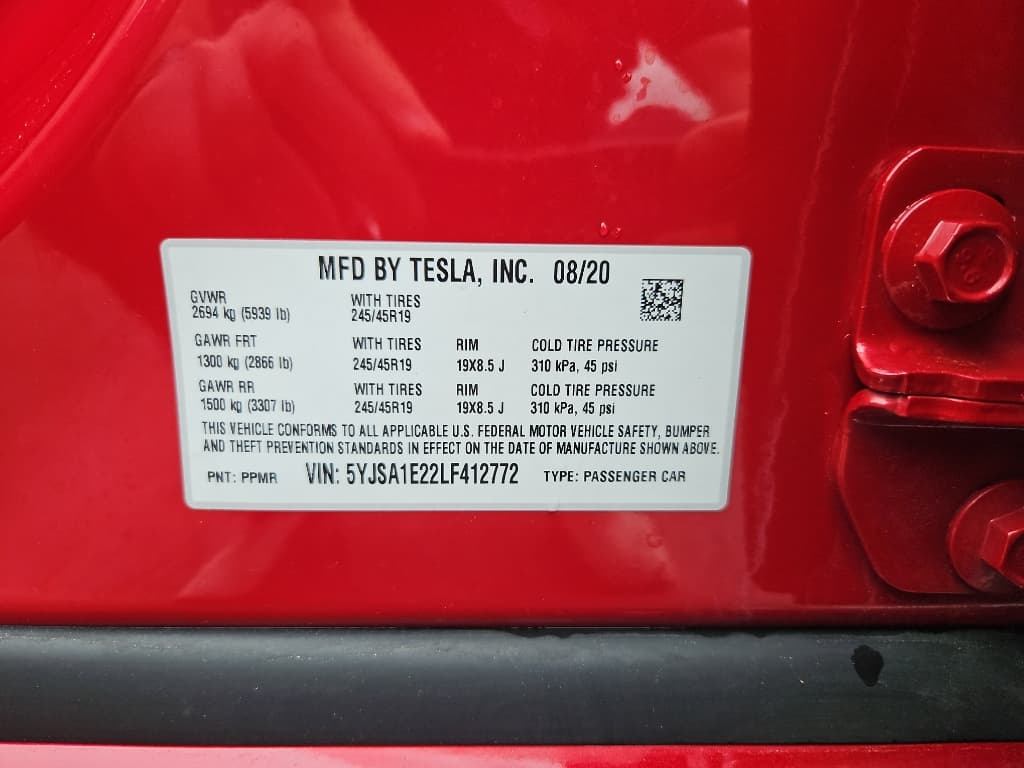 MFD BY TESLA, INC. 08/20
GVWR WITH TIRES
2694 kg (5939 lb) 245/45R19
GAWR FRT WITH TIRES RIM COLD TIRE PRESSURE
1300 kg (2866 lb) 245/45R19 19X8.5 J 310 kPa, 45 psi
GAWR RR WITH TIRES RIM COLD TIRE PRESSURE
1500 kg (3307 lb) 245/45R19 19X8.5 J 310 kPa, 45 psi
THIS VEHICLE CONFORMS TO ALL APPLICABLE U.S. FEDERAL MOTOR VEHICLE SAFETY, BUMPER
AND THEFT PREVENTION STANDARDS IN EFFECT ON THE DATE OF MANUFACTURE SHOWN ABOVE.
PNT: PPMR VIN: 5YJSA1E22LF412772 TYPE: PASSENGER CAR